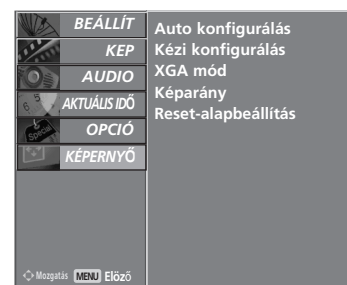 BEÁLLÍT
KEP
AUDIO
AKTUÁLIS IDŐ
Special
OPCIÓ
KÉPERNYŐ
Auto konfigurálás
Kézi konfigurálás
XGA mód
Képarány
Reset-alapbeállítás
Mozgatás MENU Előző